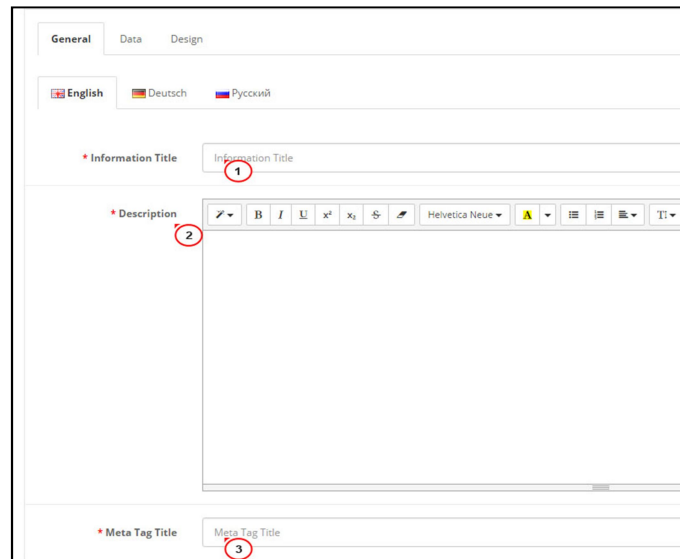 General Data Design
English Deutsch Русский
* Information Title Information Title
1
* Description B I U x² x₂ S Helvetica Neue A T
2
* Meta Tag Title Meta Tag Title
3